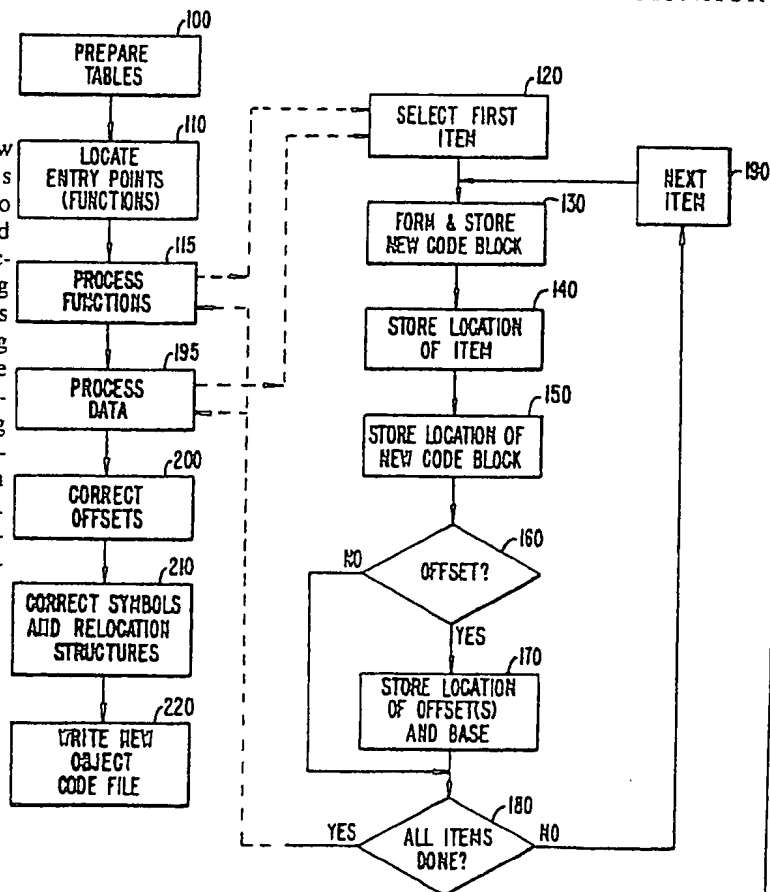 100
PREPARE
TABLES
110
LOCATE
ENTRY POINTS
(FUNCTIONS)
115
PROCESS
FUNCTIONS
195
PROCESS
DATA
200
CORRECT
OFFSETS
210
CORRECT SYMBOLS
AND RELOCATION
STRUCTURES
220
WRITE NEW
OBJECT
CODE FILE
120
SELECT FIRST
ITEM
130
FORM & STORE
NEW CODE BLOCK
140
STORE LOCATION
OF ITEM
150
STORE LOCATION OF
NEW CODE BLOCK
160
OFFSET?
NO
YES
170
STORE LOCATION
OF OFFSET(S)
AND BASE
180
ALL ITEMS
DONE?
YES
NO
NEXT
ITEM
190